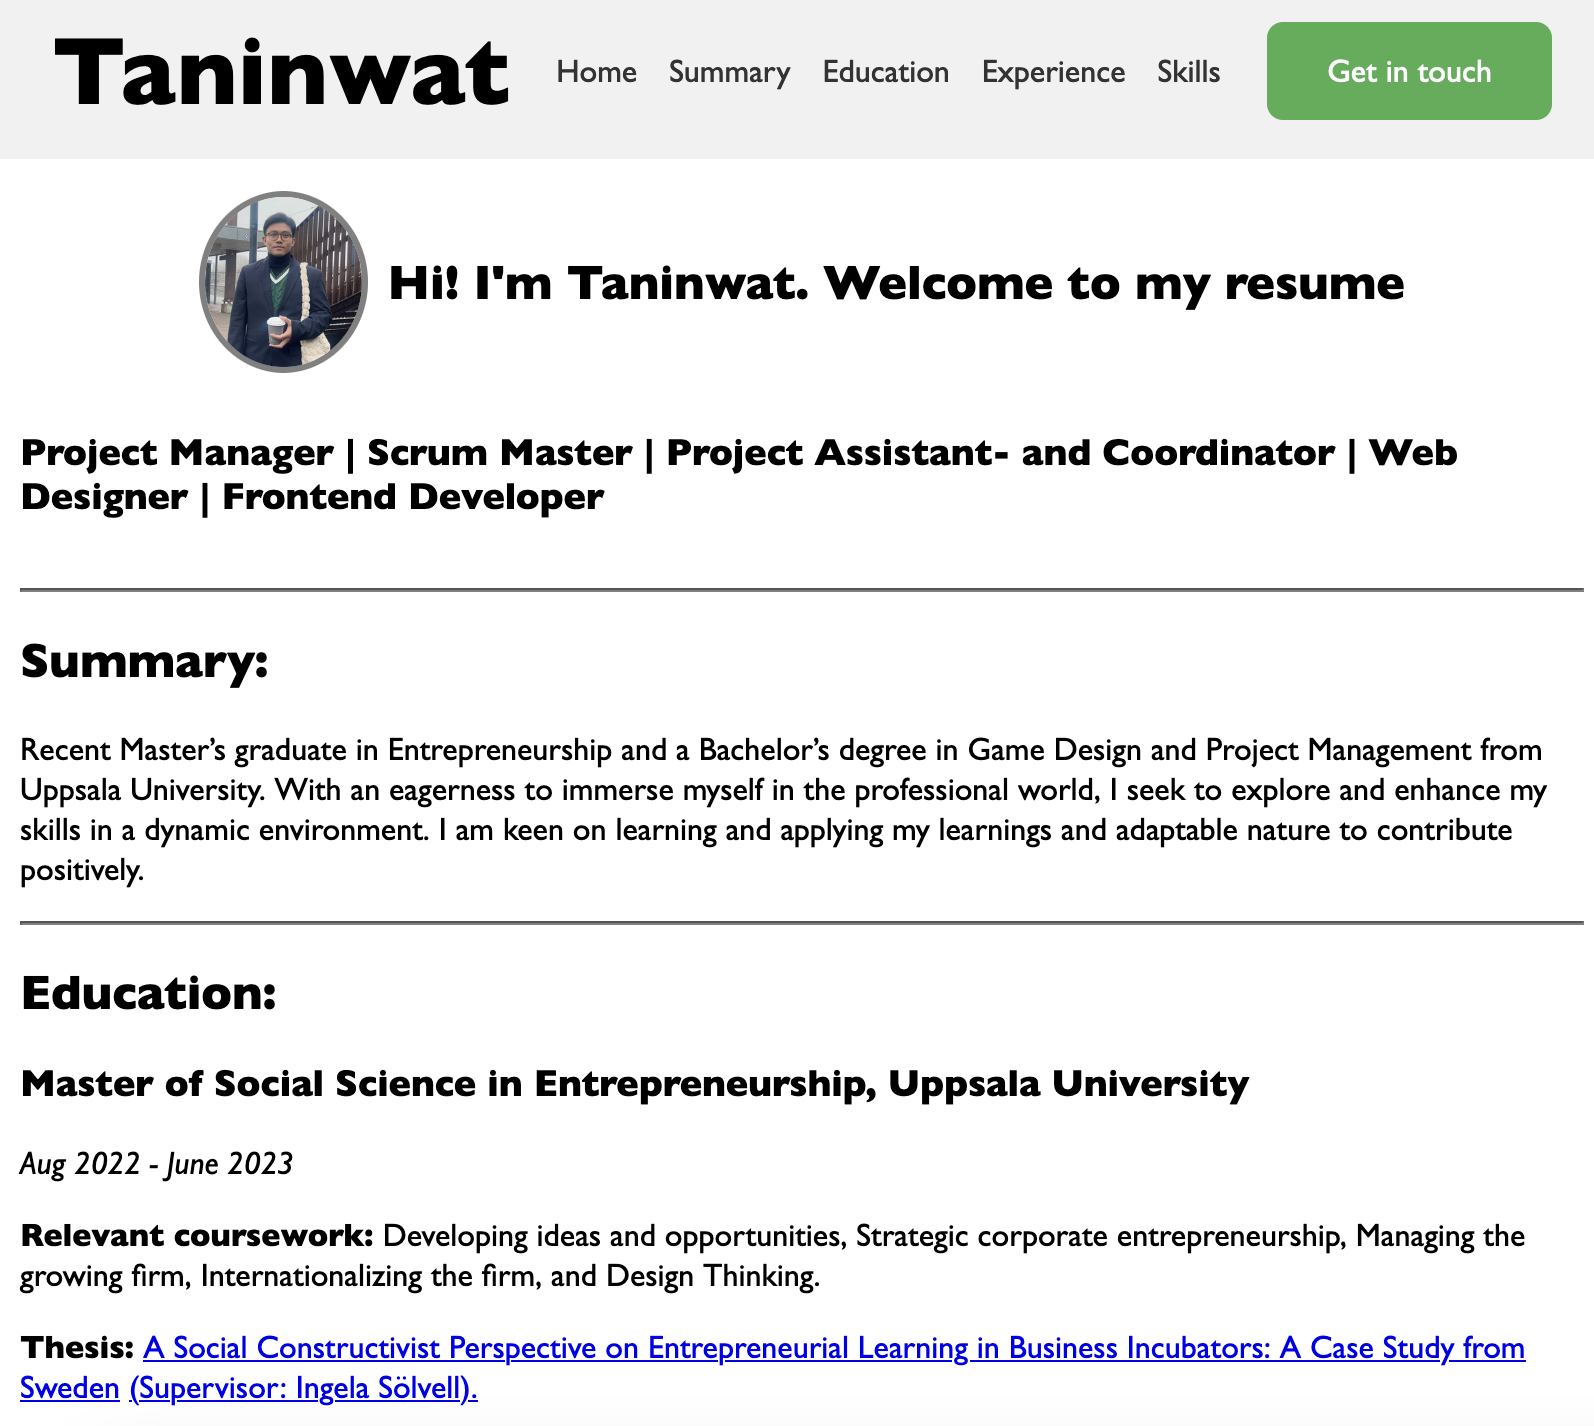 Taninwat
Home Summary Education Experience Skills
Get in touch
Hi! I'm Taninwat. Welcome to my resume
Project Manager | Scrum Master | Project Assistant- and Coordinator | Web
Designer | Frontend Developer
Summary:
Recent Master’s graduate in Entrepreneurship and a Bachelor’s degree in Game Design and Project Management from
Uppsala University. With an eagerness to immerse myself in the professional world, I seek to explore and enhance my
skills in a dynamic environment. I am keen on learning and applying my learnings and adaptable nature to contribute
positively.
Education:
Master of Social Science in Entrepreneurship, Uppsala University
Aug 2022 - June 2023
Relevant coursework: Developing ideas and opportunities, Strategic corporate entrepreneurship, Managing the
growing firm, Internationalizing the firm, and Design Thinking.
Thesis: A Social Constructivist Perspective on Entrepreneurial Learning in Business Incubators: A Case Study from
Sweden (Supervisor: Ingela Sölvell).